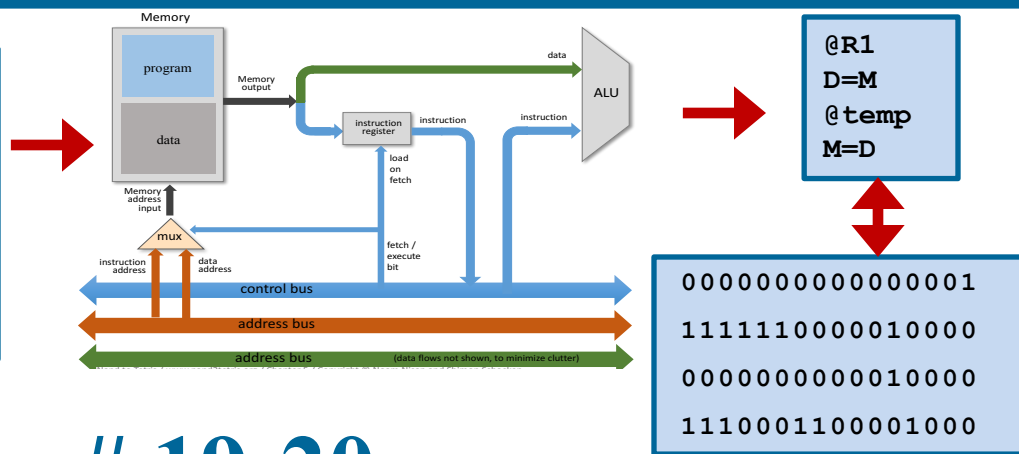 Memory
program
data
Memory
output
Memory
address
input
mux
instruction
address
data
address
instruction
register
load
on
fetch
fetch /
execute
bit
instruction
instruction
data
ALU
control bus
address bus
address bus
(data flows not shown, to minimize clutter)
@R1
D=M
@temp
M=D
0000000000000001
1111110000010000
0000000000010000
1110001100001000